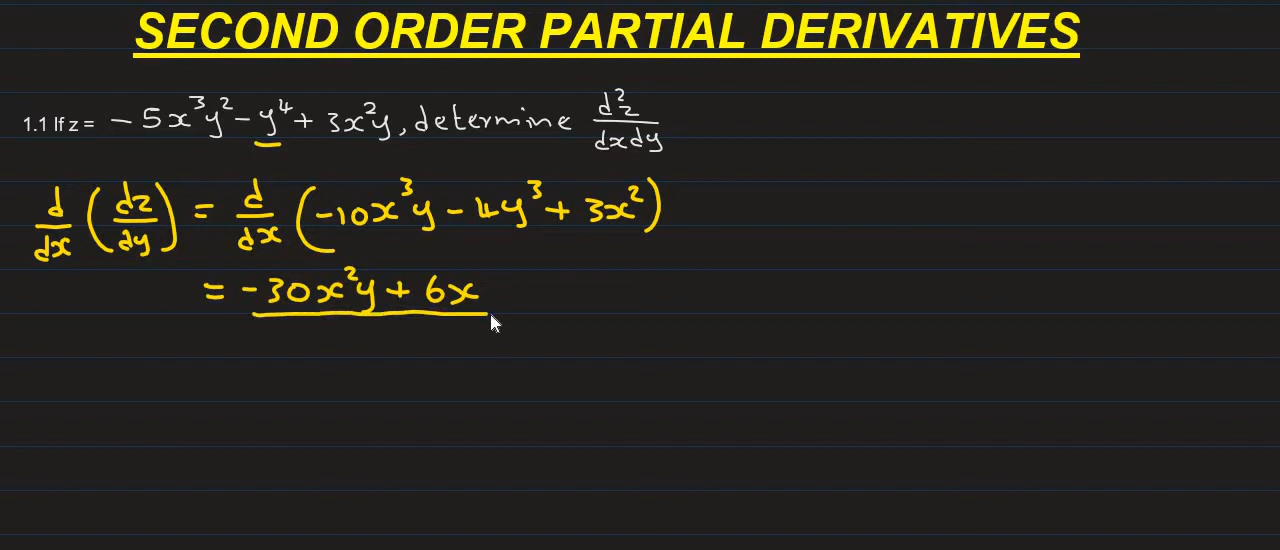 SECOND ORDER PARTIAL DERIVATIVES
1.1 If z = - 5x³y² - y⁴ + 3x²y, determine d²z/dxdy
d/dx (dz/dy) = d/dx (-10x³y - 4y³ + 3x²)
= -30x²y + 6x